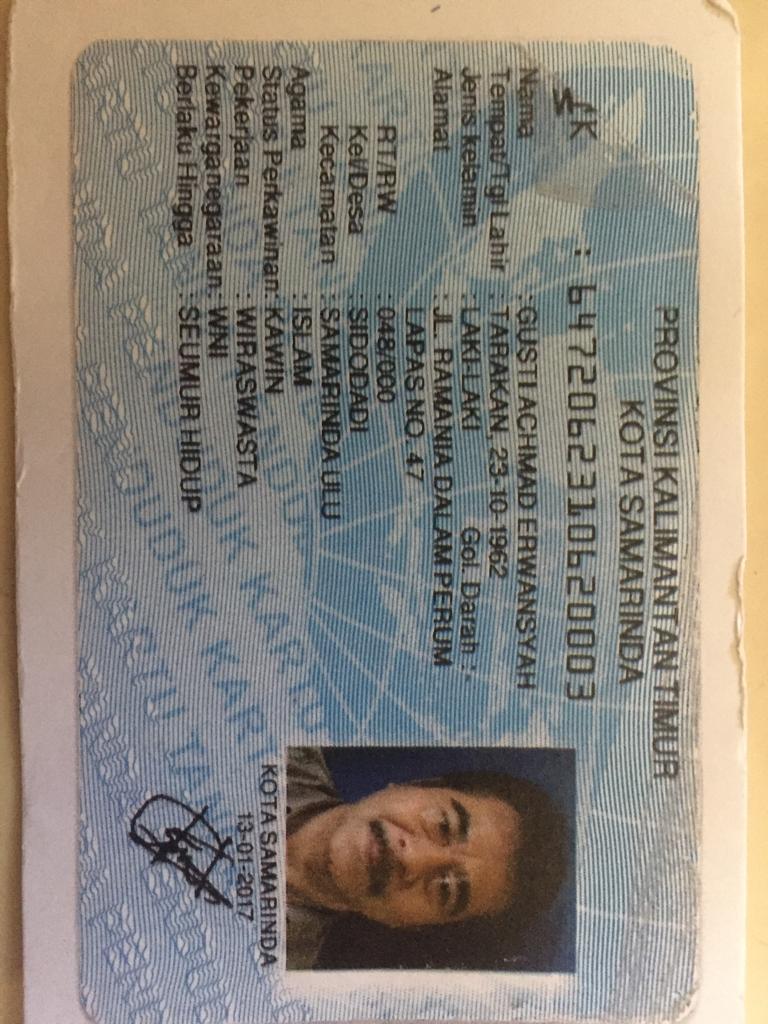 PROVINSI KALIMANTAN TIMUR
KOTA SAMARINDA
: 6472062310620003
Nama : GUSTI ACHMAD ERWANSYAH
Tempat/Tgl Lahir : TARAKAN, 23-10-1962
Jenis kelamin : LAKI-LAKI Gol. Darah : -
Alamat : JL. RAMANIA DALAM PERUM
LAPAS NO. 47
RT/RW : 048/000
Kel/Desa : SIDODADI
Kecamatan : SAMARINDA ULU
Agama : ISLAM
Status Perkawinan: KAWIN
Pekerjaan : WIRASWASTA
Kewarganegaraan: WNI
Berlaku Hingga : SEUMUR HIDUP
KOTA SAMARINDA
13-01-2017